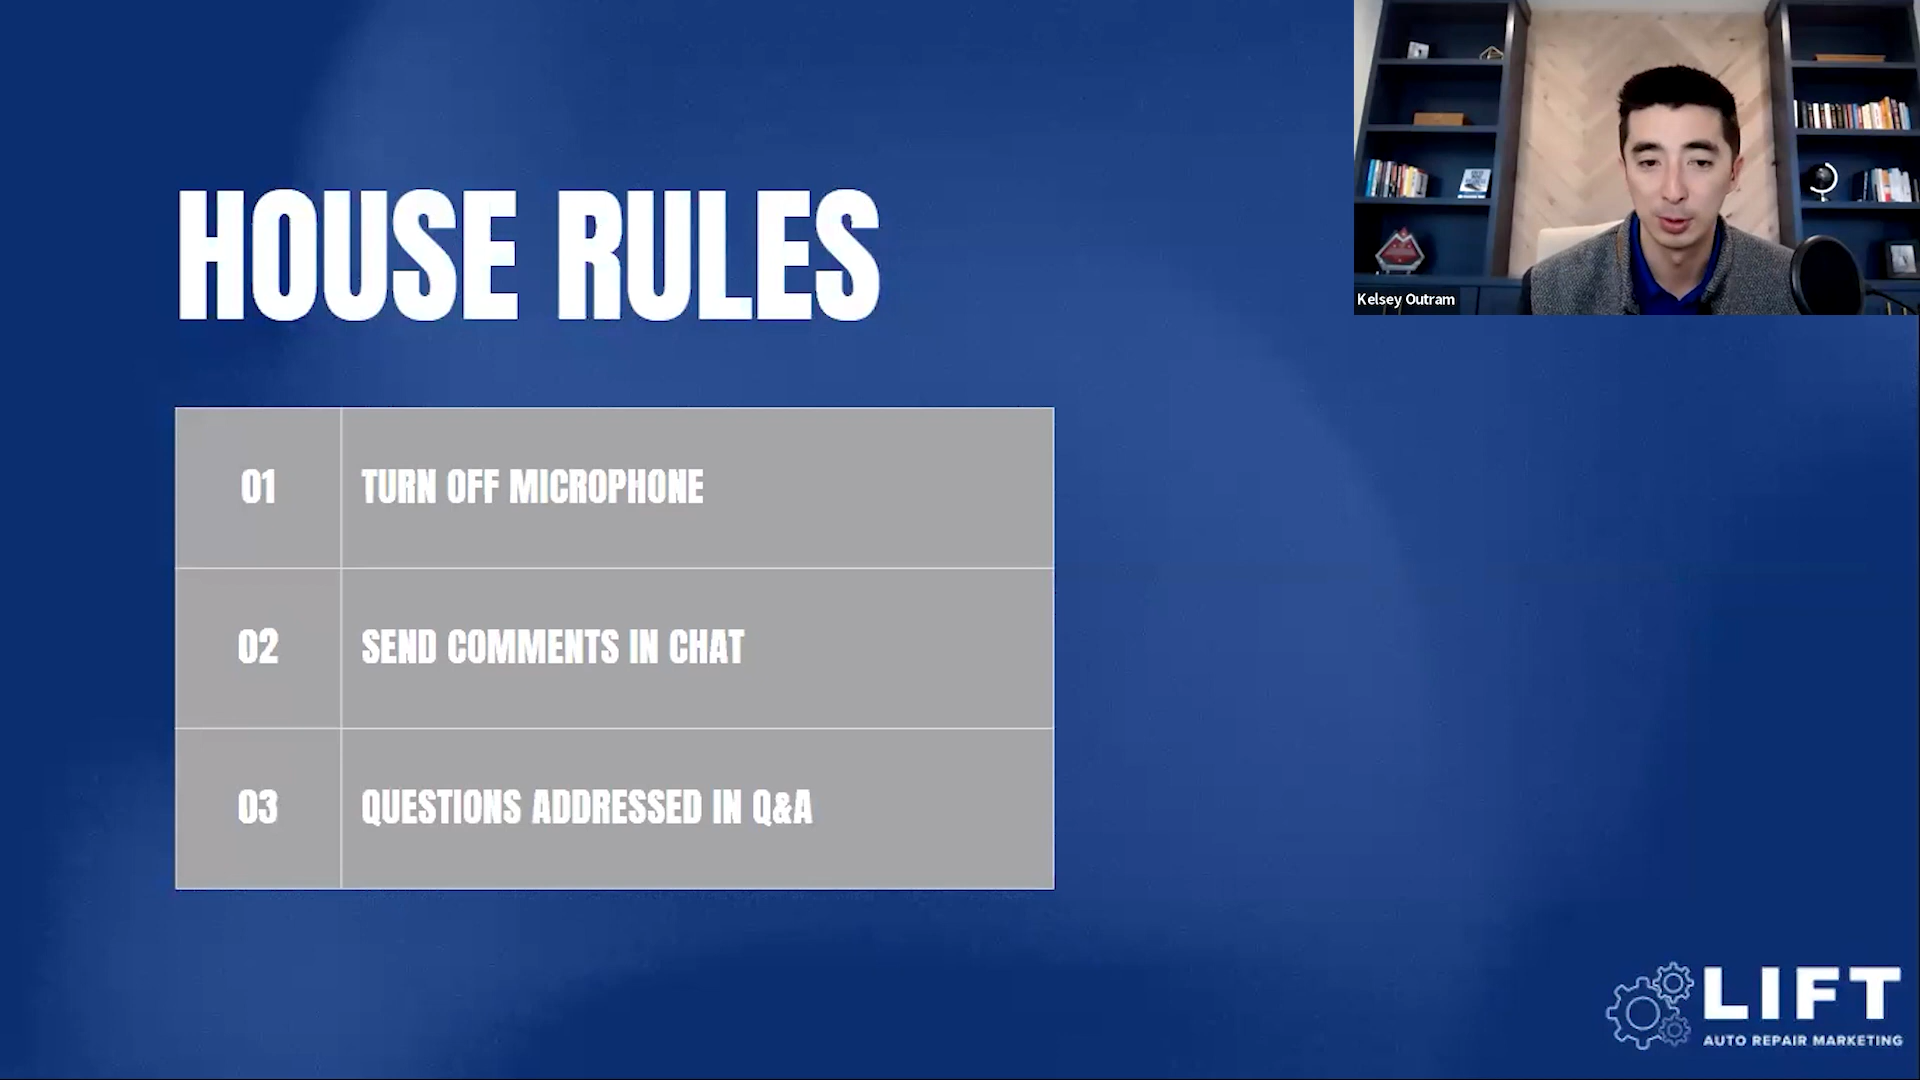 HOUSE RULES
Kelsey Outram
01 TURN OFF MICROPHONE
02 SEND COMMENTS IN CHAT
03 QUESTIONS ADDRESSED IN Q&A
LIFT
AUTO REPAIR MARKETING